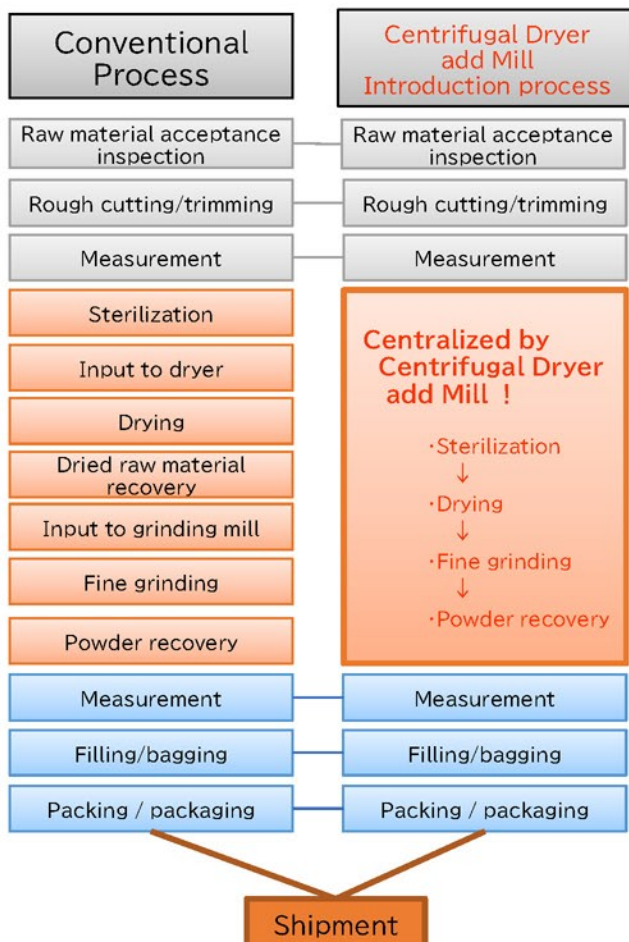 Conventional
Process
Centrifugal Dryer
add Mill
Introduction process
Raw material acceptance
inspection
Raw material acceptance
inspection
Rough cutting/trimming
Rough cutting/trimming
Measurement
Measurement
Sterilization
Input to dryer
Drying
Dried raw material
recovery
Input to grinding mill
Fine grinding
Powder recovery
Centralized by
Centrifugal Dryer
add Mill !
・Sterilization
↓
・Drying
↓
・Fine grinding
↓
・Powder recovery
Measurement
Measurement
Filling/bagging
Filling/bagging
Packing / packaging
Packing / packaging
Shipment